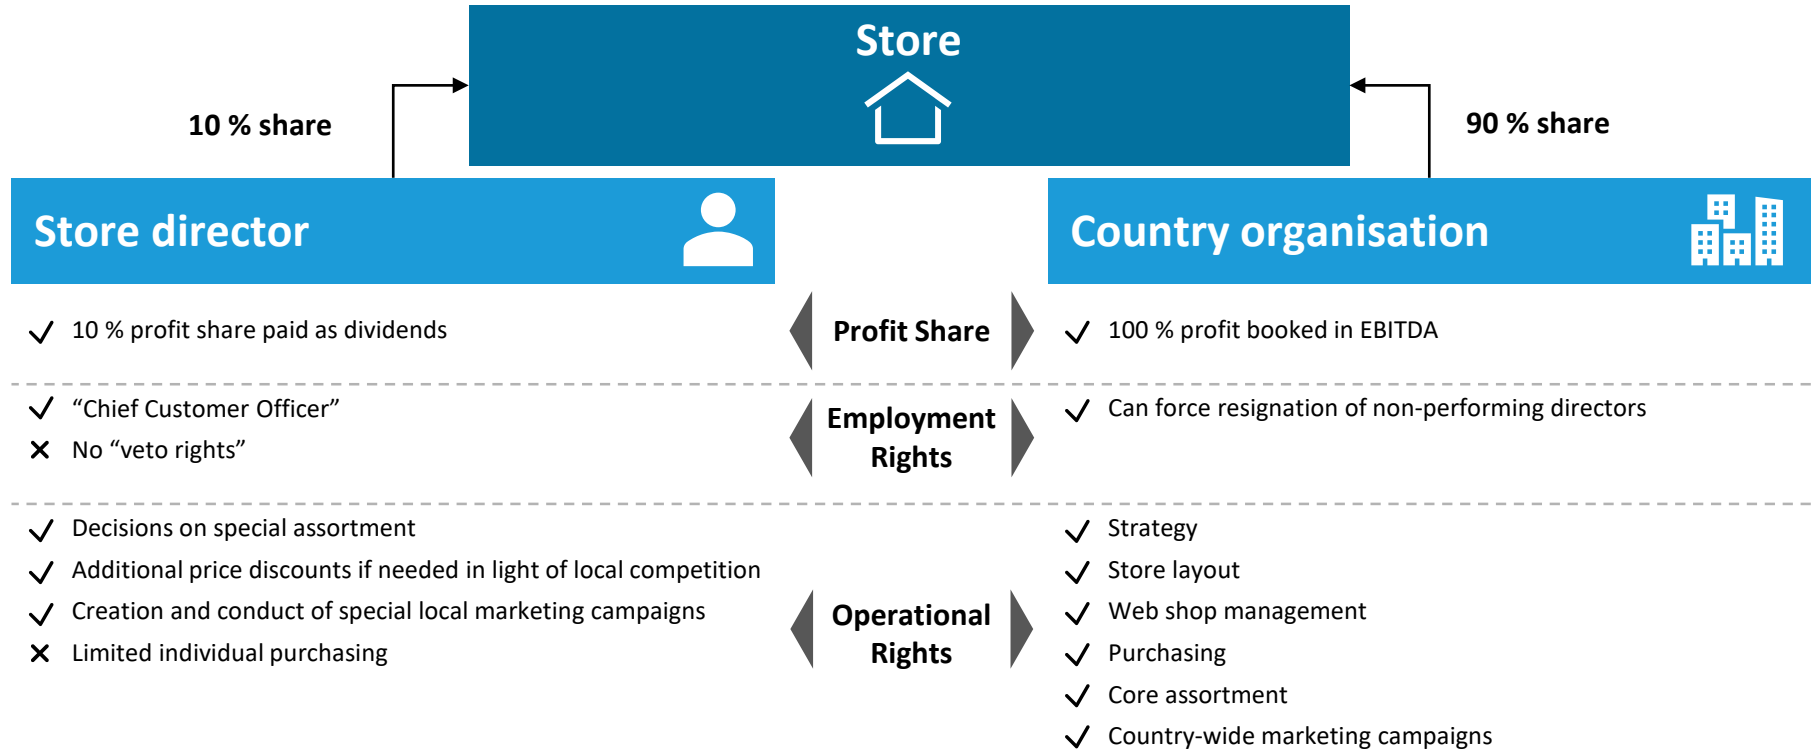 Store
10 % share
90 % share
Store director
Country organisation
10 % profit share paid as dividends
Profit Share
100 % profit booked in EBITDA
“Chief Customer Officer”
No “veto rights”
Employment
Rights
Can force resignation of non-performing directors
Decisions on special assortment
Additional price discounts if needed in light of local competition
Creation and conduct of special local marketing campaigns
Limited individual purchasing
Operational
Rights
Strategy
Store layout
Web shop management
Purchasing
Core assortment
Country-wide marketing campaigns